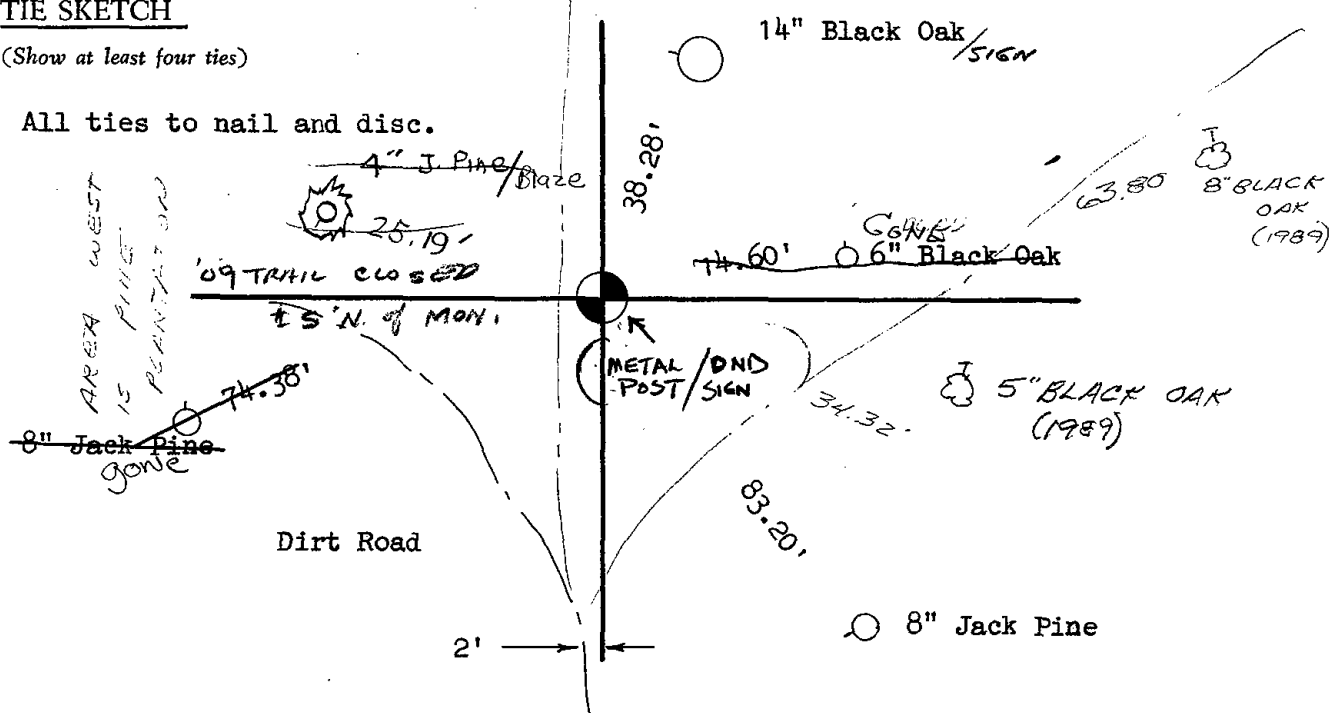 TIE SKETCH
(Show at least four ties)
14" Black Oak/SIGN
All ties to nail and disc.
4" J. Pine/Blaze
25.19'
38.28'
63.80
8" BLACK
OAK
(1989)
GONE
74.60' 6" Black Oak
'09 TRAIL CLOSED
± 5' N. of MON.
AREA WEST
IS PINE
PLANTATION
METAL
POST/DND
SIGN
74.38'
8" Jack Pine
gone
34.32'
5" BLACK OAK
(1989)
83.20'
Dirt Road
8" Jack Pine
2'